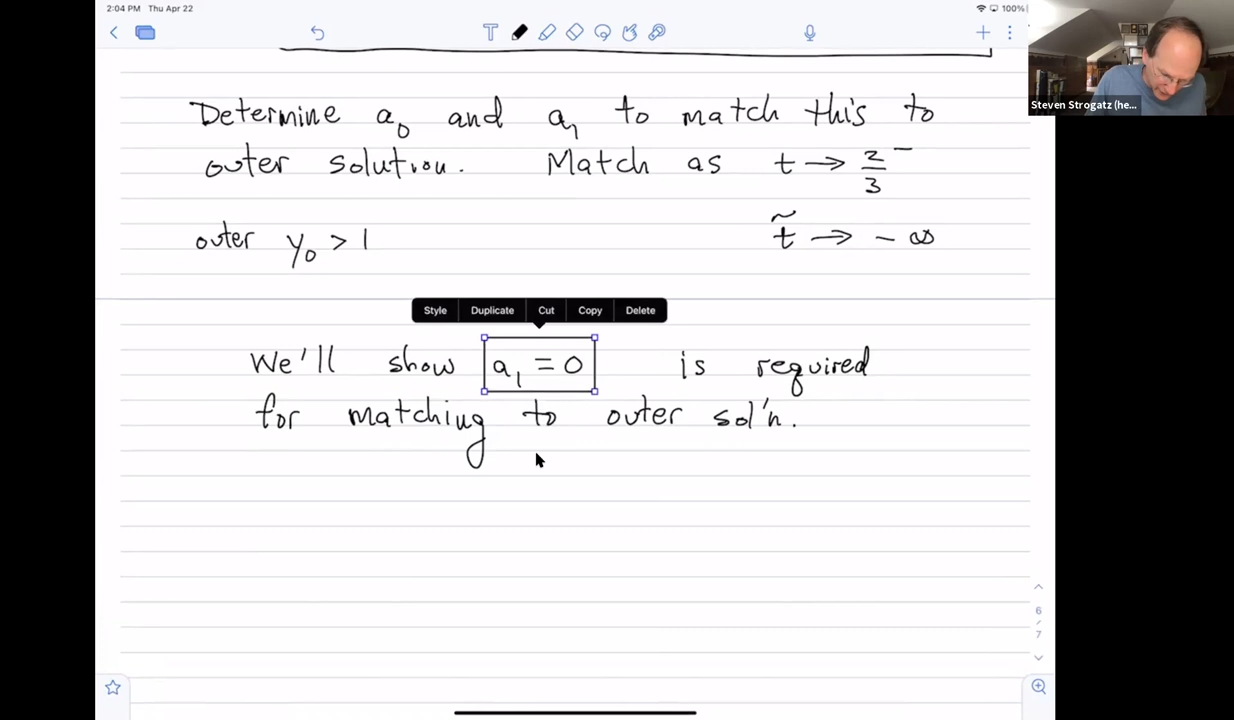 2:04 PM Thu Apr 22
100%
T
Steven Strogatz (he...
Determine a₀ and a₁ to match this to
outer solution. Match as t → 2/3⁻
outer y₀ > 1 t̃ → - ∞
Style Duplicate Cut Copy Delete
We'll show a₁ = 0 is required
for matching to outer sol'n.
6
/
7